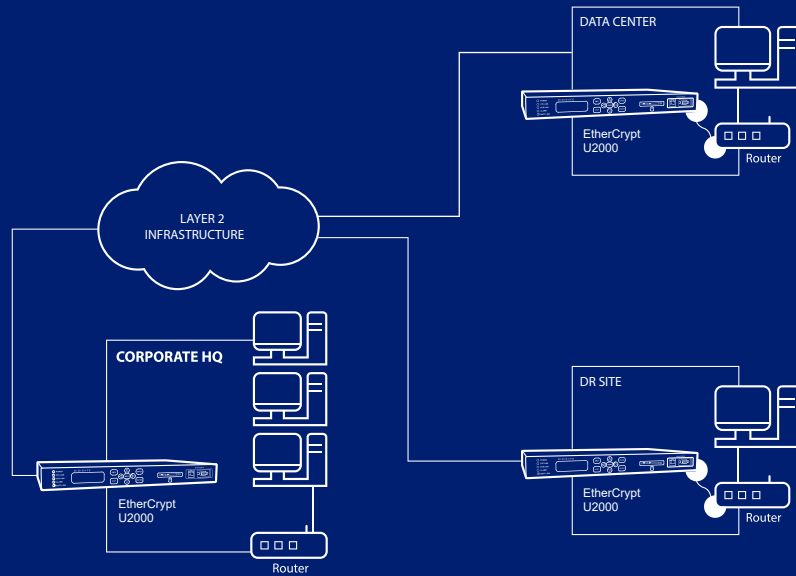 DATA CENTER
EtherCrypt
U2000
Router
LAYER 2
INFRASTRUCTURE
CORPORATE HQ
EtherCrypt
U2000
Router
DR SITE
EtherCrypt
U2000
Router